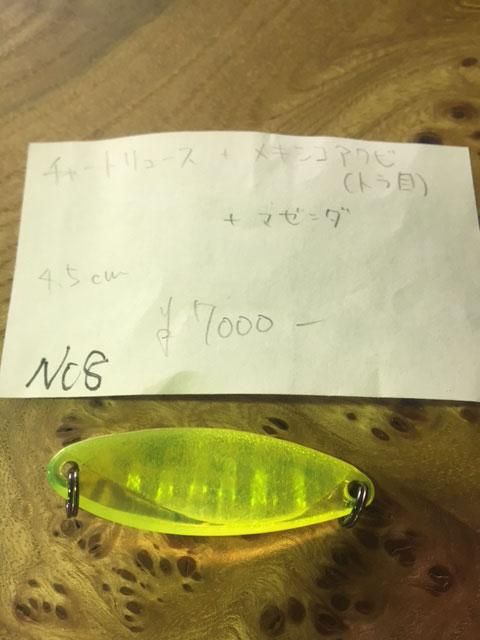 チャートリュース + メキシコアワビ
(トラ目)
+ マゼンダ
4.5cm
¥7000ー
No8